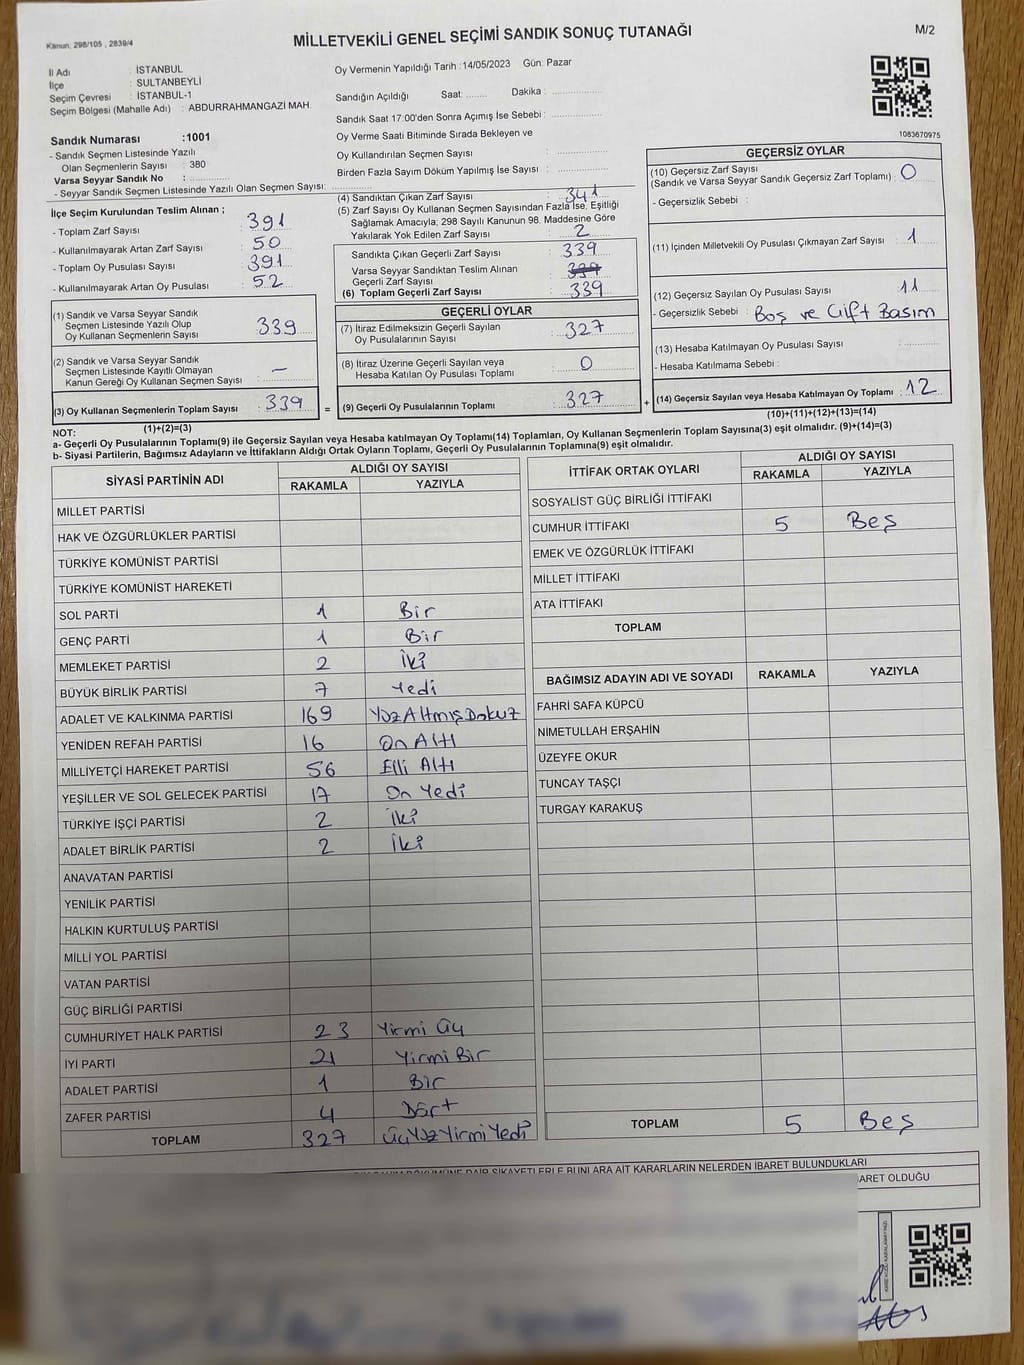 Kanun: 298/105 , 2839/4
MİLLETVEKİLİ GENEL SEÇİMİ SANDIK SONUÇ TUTANAĞI
M/2
İl Adı : İSTANBUL
İlçe : SULTANBEYLİ
Seçim Çevresi : İSTANBUL-1
Seçim Bölgesi (Mahalle Adı) : ABDURRAHMANGAZİ MAH.
Sandık Numarası :1001
- Sandık Seçmen Listesinde Yazılı
Olan Seçmenlerin Sayısı : 380
Varsa Seyyar Sandık No :
- Seyyar Sandık Seçmen Listesinde Yazılı Olan Seçmen Sayısı:
Oy Vermenin Yapıldığı Tarih :14/05/2023 Gün: Pazar
Sandığın Açıldığı Saat: Dakika :
Sandık Saat 17:00'den Sonra Açımış İse Sebebi :
Oy Verme Saati Bitiminde Sırada Bekleyen ve
Oy Kullandırılan Seçmen Sayısı :
Birden Fazla Sayım Döküm Yapılmış İse Sayısı :
1083670975
İlçe Seçim Kurulundan Teslim Alınan ;
- Toplam Zarf Sayısı : 391
- Kullanılmayarak Artan Zarf Sayısı : 50
- Toplam Oy Pusulası Sayısı : 391
- Kullanılmayarak Artan Oy Pusulası : 52
(4) Sandıktan Çıkan Zarf Sayısı : 341
(5) Zarf Sayısı Oy Kullanan Seçmen Sayısından Fazla İse, Eşitliği
Sağlamak Amacıyla; 298 Sayılı Kanunun 98. Maddesine Göre
Yakılarak Yok Edilen Zarf Sayısı : 2
Sandıkta Çıkan Geçerli Zarf Sayısı : 339
Varsa Seyyar Sandıktan Teslim Alınan
Geçerli Zarf Sayısı :
(6) Toplam Geçerli Zarf Sayısı : 339
GEÇERSİZ OYLAR
(10) Geçersiz Zarf Sayısı
(Sandık ve Varsa Seyyar Sandık Geçersiz Zarf Toplamı) : 0
- Geçersizlik Sebebi :
(11) İçinden Milletvekili Oy Pusulası Çıkmayan Zarf Sayısı : 1
(12) Geçersiz Sayılan Oy Pusulası Sayısı : 11
- Geçersizlik Sebebi : Boş ve Çift Basım
(13) Hesaba Katılmayan Oy Pusulası Sayısı :
- Hesaba Katılmama Sebebi :
(14) Geçersiz Sayılan veya Hesaba Katılmayan Oy Toplamı : 12
(10)+(11)+(12)+(13)=(14)
(1) Sandık ve Varsa Seyyar Sandık
Seçmen Listesinde Yazılı Olup
Oy Kullanan Seçmenlerin Sayısı : 339
(2) Sandık ve Varsa Seyyar Sandık
Seçmen Listesinde Kayıtlı Olmayan
Kanun Gereği Oy Kullanan Seçmen Sayısı : —
(3) Oy Kullanan Seçmenlerin Toplam Sayısı : 339 =
(1)+(2)=(3)
GEÇERLİ OYLAR
(7) İtiraz Edilmeksizin Geçerli Sayılan
Oy Pusulalarının Sayısı : 327
(8) İtiraz Üzerine Geçerli Sayılan veya
Hesaba Katılan Oy Pusulası Toplamı : 0
(9) Geçerli Oy Pusulalarının Toplamı : 327 +
NOT:
a- Geçerli Oy Pusulalarının Toplamı(9) ile Geçersiz Sayılan veya Hesaba katılmayan Oy Toplamı(14) Toplamları, Oy Kullanan Seçmenlerin Toplam Sayısına(3) eşit olmalıdır. (9)+(14)=(3)
b- Siyasi Partilerin, Bağımsız Adayların ve İttifakların Aldığı Ortak Oyların Toplamı, Geçerli Oy Pusulalarının Toplamına(9) eşit olmalıdır.
SİYASİ PARTİNİN ADI ALDIĞI OY SAYISI
RAKAMLA YAZIYLA
MİLLET PARTİSİ
HAK VE ÖZGÜRLÜKLER PARTİSİ
TÜRKİYE KOMÜNİST PARTİSİ
TÜRKİYE KOMÜNİST HAREKETİ
SOL PARTİ 1 Bir
GENÇ PARTİ 1 Bir
MEMLEKET PARTİSİ 2 İki
BÜYÜK BİRLİK PARTİSİ 7 Yedi
ADALET VE KALKINMA PARTİSİ 169 YüzAltmışDokuz
YENİDEN REFAH PARTİSİ 16 On Altı
MİLLİYETÇİ HAREKET PARTİSİ 56 Elli Altı
YEŞİLLER VE SOL GELECEK PARTİSİ 17 On Yedi
TÜRKİYE İŞÇİ PARTİSİ 2 İki
ADALET BİRLİK PARTİSİ 2 İki
ANAVATAN PARTİSİ
YENİLİK PARTİSİ
HALKIN KURTULUŞ PARTİSİ
MİLLİ YOL PARTİSİ
VATAN PARTİSİ
GÜÇ BİRLİĞİ PARTİSİ
CUMHURİYET HALK PARTİSİ 23 Yirmi Üç
İYİ PARTİ 21 Yirmi Bir
ADALET PARTİSİ 1 Bir
ZAFER PARTİSİ 4 Dört
TOPLAM 327 ÜçYüzYirmiYedi
İTTİFAK ORTAK OYLARI ALDIĞI OY SAYISI
RAKAMLA YAZIYLA
SOSYALİST GÜÇ BİRLİĞİ İTTİFAKI
CUMHUR İTTİFAKI 5 Beş
EMEK VE ÖZGÜRLÜK İTTİFAKI
MİLLET İTTİFAKI
ATA İTTİFAKI
TOPLAM
BAĞIMSIZ ADAYIN ADI VE SOYADI RAKAMLA YAZIYLA
FAHRİ SAFA KÜPCÜ
NİMETULLAH ERŞAHİN
ÜZEYFE OKUR
TUNCAY TAŞÇI
TURGAY KARAKUŞ
TOPLAM 5 Beş
DÖKÜMÜNE DAİR ŞİKAYETLERLE BUNLARA AİT KARARLARIN NELERDEN İBARET BULUNDUKLARI
BARET OLDUĞU